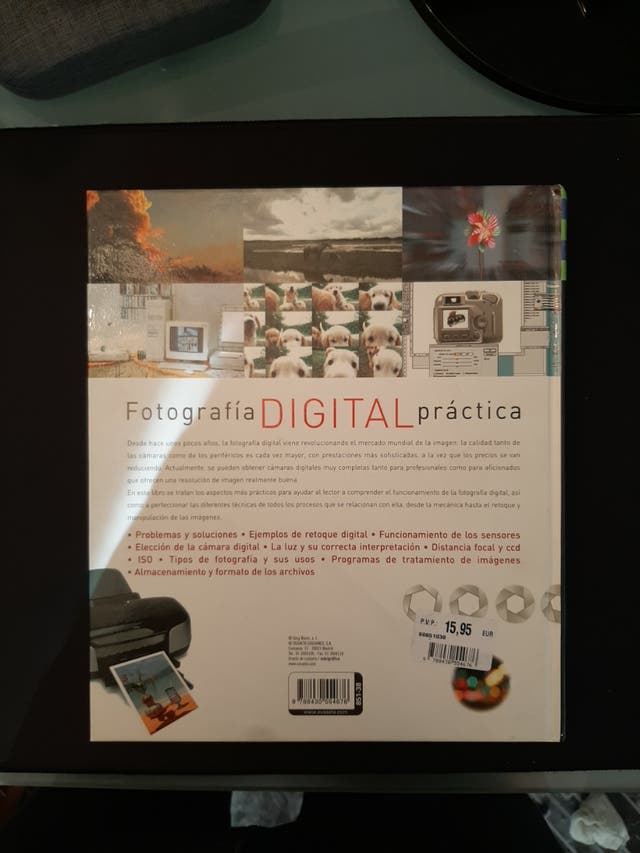 Fotografía DIGITAL práctica
Desde hace unos pocos años, la fotografía digital viene revolucionando el mercado mundial de la imagen: la calidad tanto de
las cámaras como de los periféricos es cada vez mayor, con prestaciones más sofisticadas, a la vez que los precios se van
reduciendo. Actualmente, se pueden obtener cámaras digitales muy completas tanto para profesionales como para aficionados
que ofrecen una resolución de imagen realmente buena.
En este libro se tratan los aspectos más prácticos para ayudar al lector a comprender el funcionamiento de la fotografía digital, así
como a perfeccionar las diferentes técnicas de todos los procesos que se relacionan con ella, desde la mecánica hasta el retoque y
manipulación de las imágenes.
• Problemas y soluciones • Ejemplos de retoque digital • Funcionamiento de los sensores
• Elección de la cámara digital • La luz y su correcta interpretación • Distancia focal y ccd
• ISO • Tipos de fotografía y sus usos • Programas de tratamiento de imágenes
• Almacenamiento y formato de los archivos
P.V.P.: 15,95 EUR
851-38